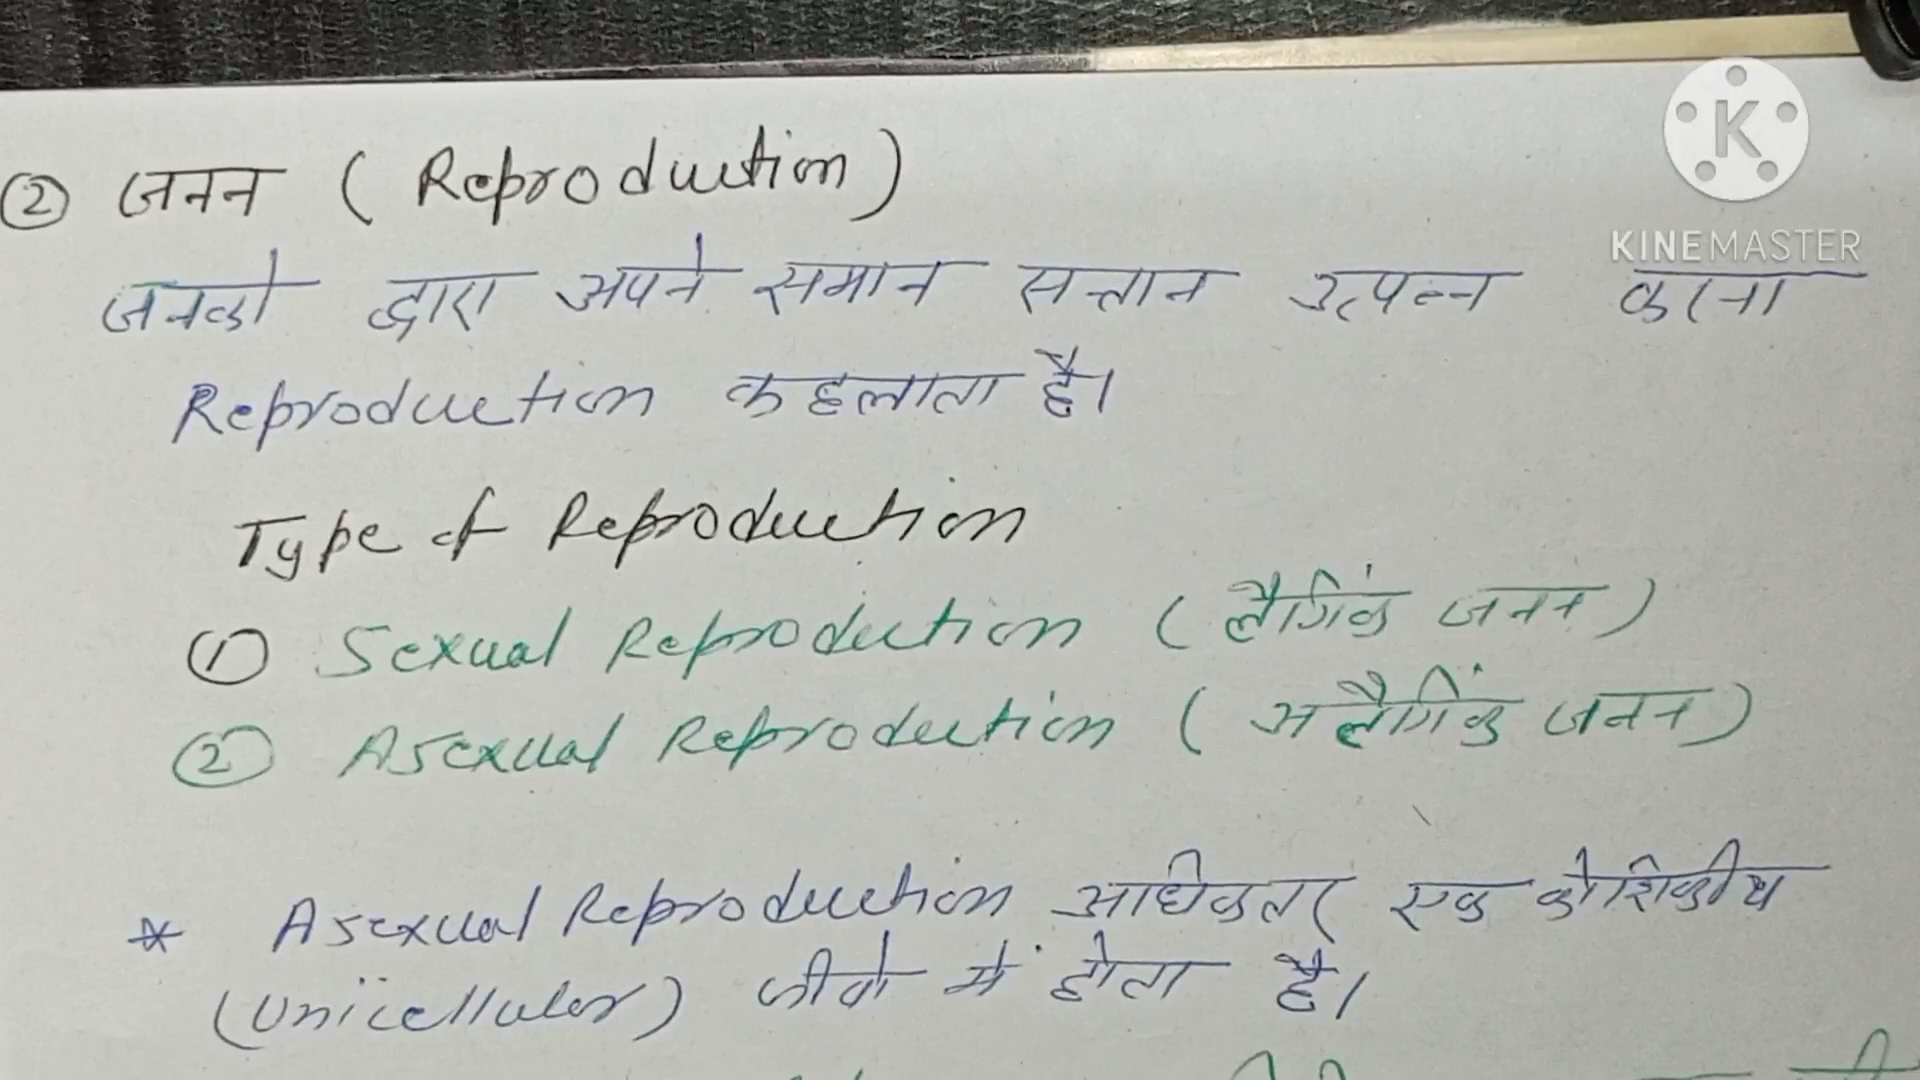 ② जनन ( Reproduction )
K
KINEMASTER
जनको द्वारा अपने समान सन्तान उत्पन्न करना
Reproduction कहलाता है।
Type of Reproduction
① Sexual Reproduction ( लैगिंक जनन )
② Asexual Reproduction ( अलैगिंक जनन )
* Asexual Reproduction अधिकतर एक कोशिकीय
(Unicellular) जीवो में होता है।